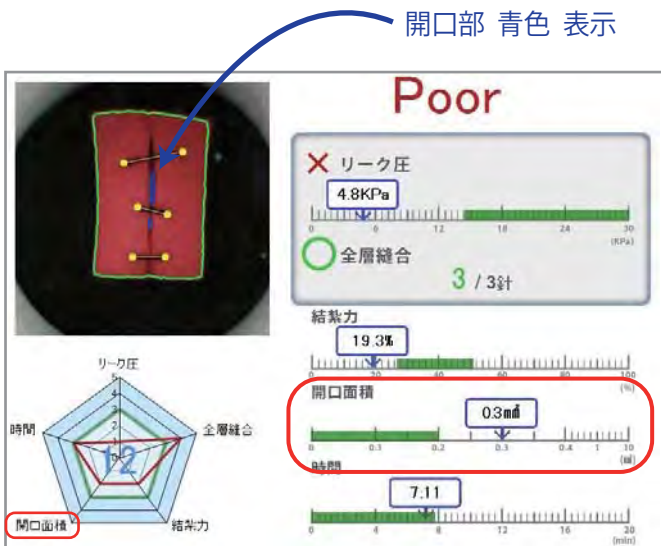 開口部 青色 表示
Poor
× リーク圧
4.8KPa
0 6 12 18 24 30
(KPa)
全層縫合
3 / 3針
結紮力
19.3%
0 20 40 60 80 100
(%)
開口面積
0.3㎟
0 0.2 0.3 0.4 1 10
(㎟)
時間
7:11
0 4 8 12 16 20
(min)
リーク圧
5
4
3
2
1
0
12
時間
全層縫合
開口面積
結紮力